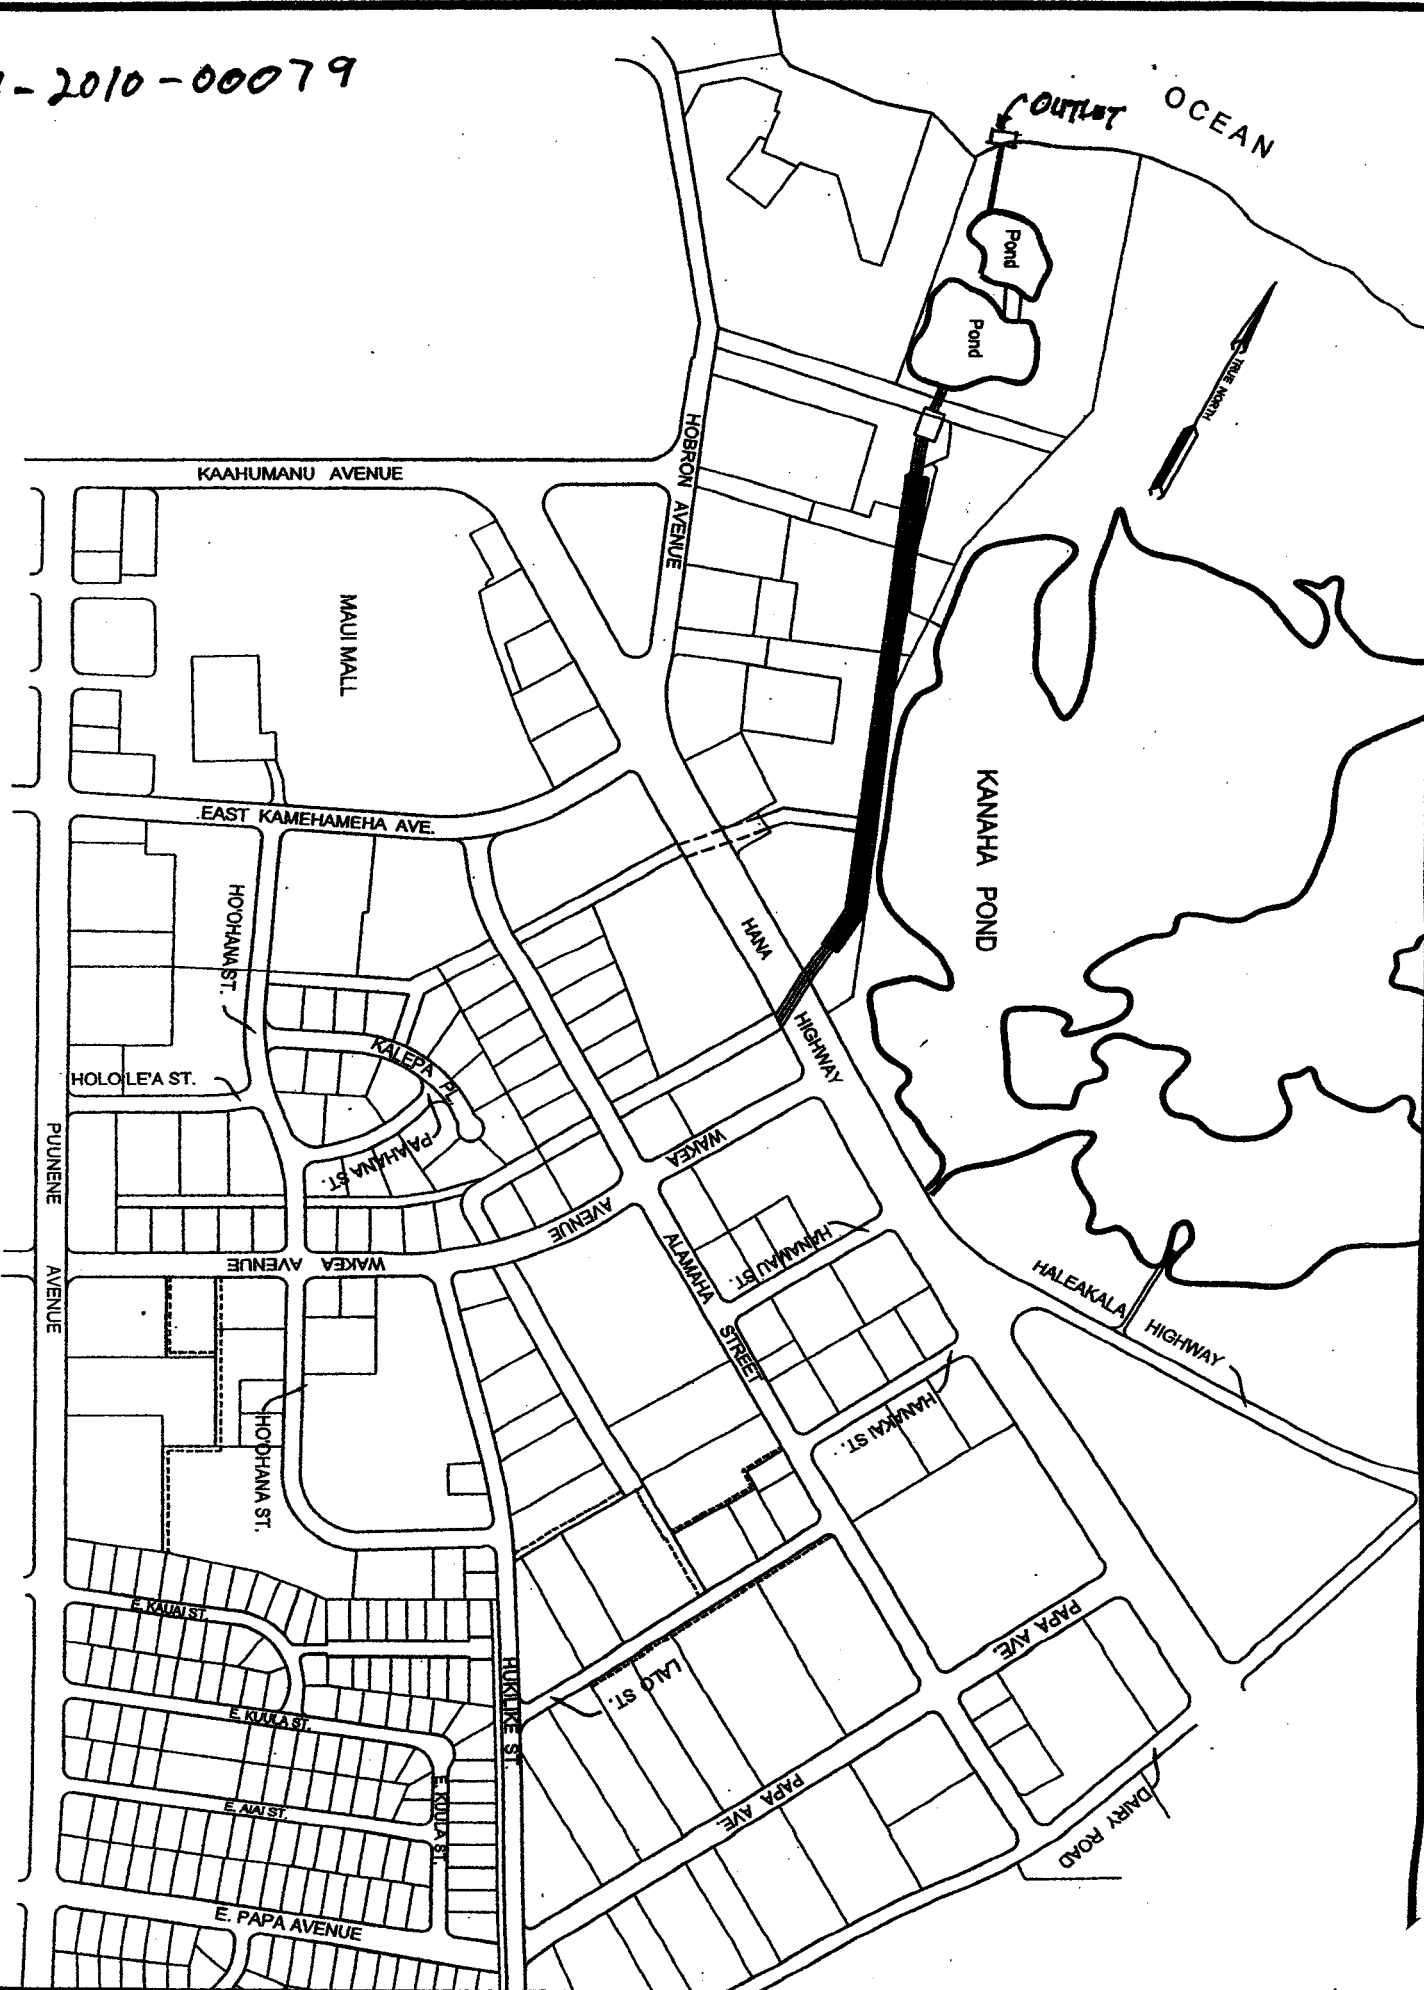 -2010-00079
OUTLET
OCEAN
Pond
Pond
TRUE NORTH
KAAHUMANU AVENUE
HOBRON AVENUE
MAUI MALL
KANAHA POND
EAST KAMEHAMEHA AVE.
HO'OHANA ST.
HANA HIGHWAY
KALEPA PL.
HOLO LE'A ST.
PAAHANA ST.
WAKEA AVENUE
PUUNENE AVENUE
WAKEA AVENUE
ALAMAHA STREET
HANAMAU ST.
HALEAKALA HIGHWAY
HANAKAI ST.
HO'OHANA ST.
PAPA AVE.
E. KAUAI ST.
LALO ST.
HUKILIKE ST.
E. KUULA ST.
E. KUULA ST.
PAPA AVE.
DAIRY ROAD
E. ALAI ST.
E. PAPA AVENUE